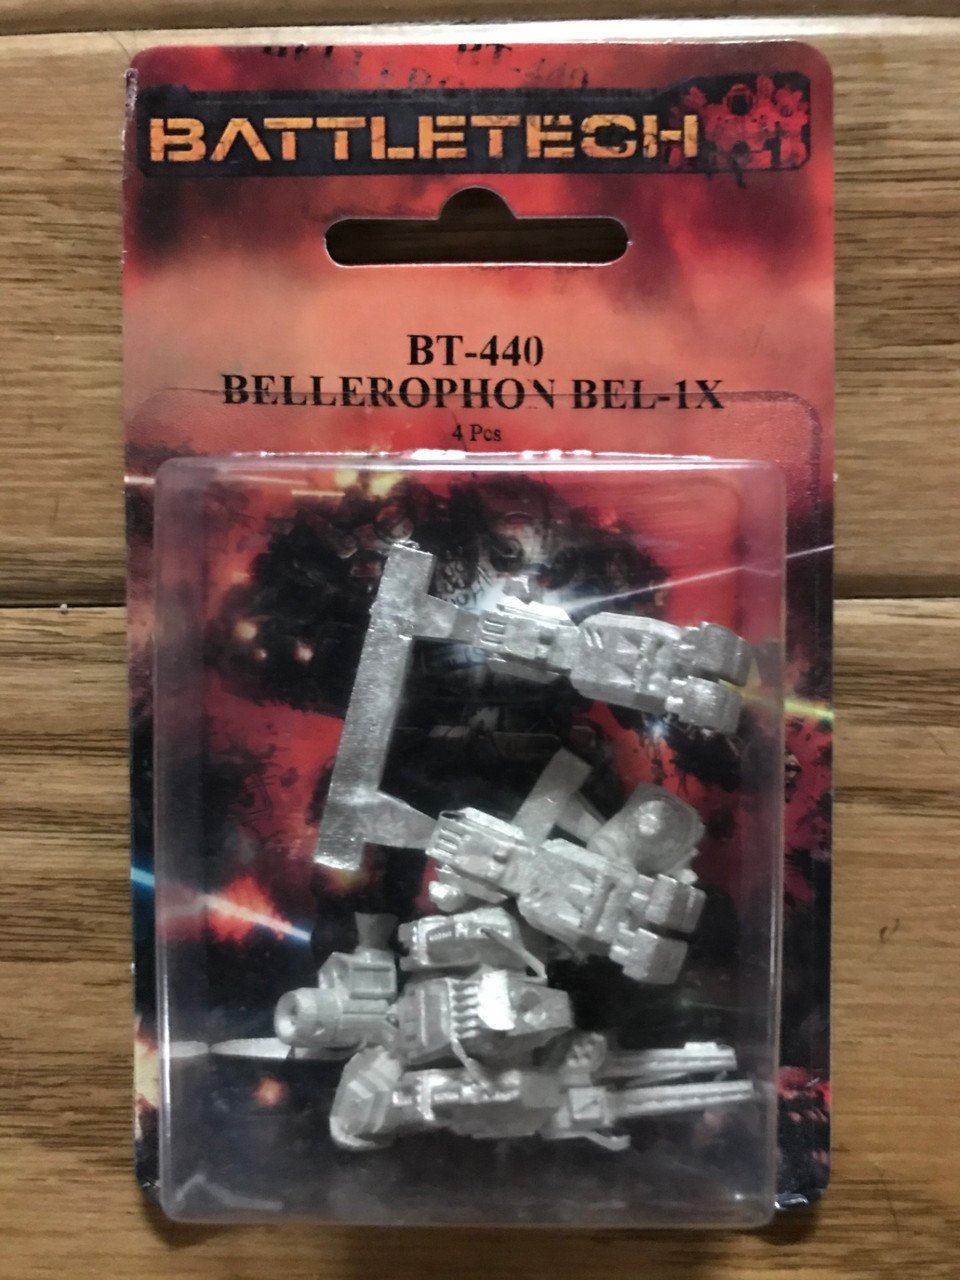 BATTLETECH
BT-440
BELLEROPHON BEL-1X
4 Pcs